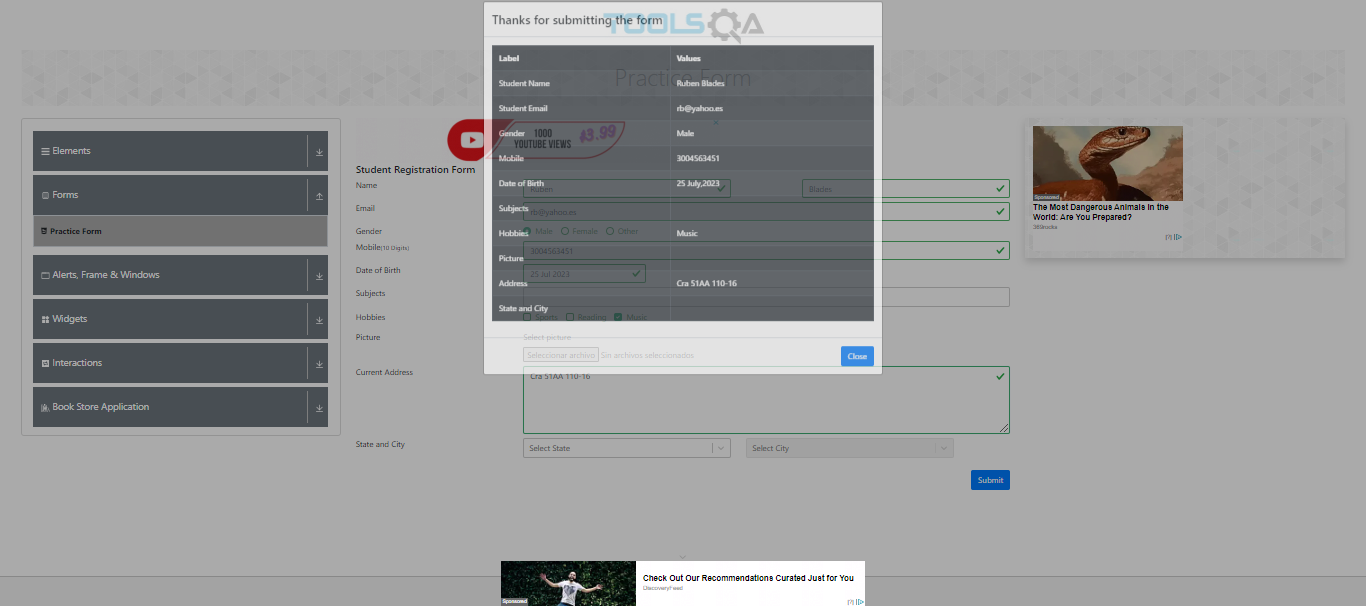 Thanks for submitting the form
TOOLSQA
Label Values
Student Name Ruben Blades
Student Email rb@yahoo.es
Gender Male
Mobile 3004563451
Date of Birth 25 July,2023
Subjects
Hobbies Music
Picture
Address Cra 51AA 110-16
State and City
Close
Practice Form
Elements
Forms
Practice Form
Alerts, Frame & Windows
Widgets
Interactions
Book Store Application
1000 $3.99
YOUTUBE VIEWS
Student Registration Form
Name Ruben Blades
Email rb@yahoo.es
Gender Male Female Other
Mobile(10 Digits) 3004563451
Date of Birth 25 Jul 2023
Subjects
Hobbies Sports Reading Music
Picture Select picture
Seleccionar archivo Sin archivos seleccionados
Current Address Cra 51AA 110-16
State and City Select State Select City
Submit
Sponsored
The Most Dangerous Animals in the
World: Are You Prepared?
369rocks
Sponsored
Check Out Our Recommendations Curated Just for You
DiscoveryFeed